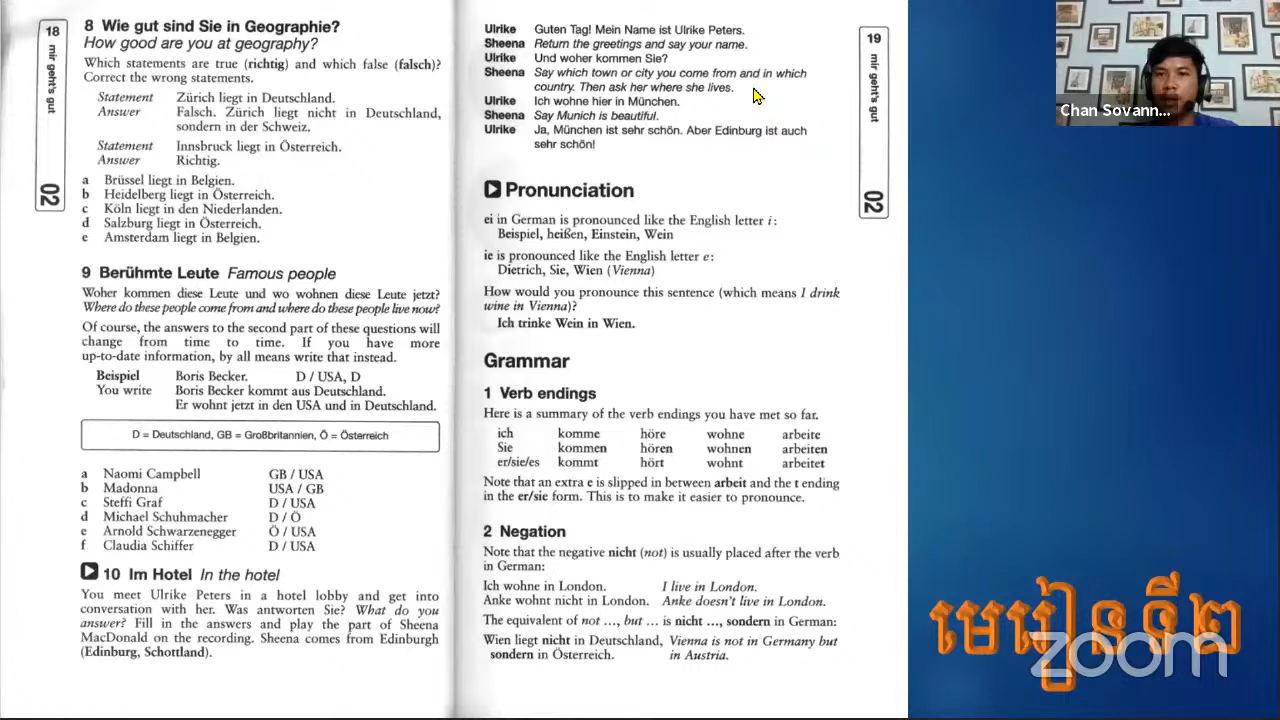 18
mir geht's gut
02
8 Wie gut sind Sie in Geographie?
How good are you at geography?
Which statements are true (richtig) and which false (falsch)?
Correct the wrong statements.
Statement Zürich liegt in Deutschland.
Answer Falsch. Zürich liegt nicht in Deutschland,
sondern in der Schweiz.
Statement Innsbruck liegt in Österreich.
Answer Richtig.
a Brüssel liegt in Belgien.
b Heidelberg liegt in Österreich.
c Köln liegt in den Niederlanden.
d Salzburg liegt in Österreich.
e Amsterdam liegt in Belgien.
9 Berühmte Leute Famous people
Woher kommen diese Leute und wo wohnen diese Leute jetzt?
Where do these people come from and where do these people live now?
Of course, the answers to the second part of these questions will
change from time to time. If you have more
up-to-date information, by all means write that instead.
Beispiel Boris Becker. D / USA, D
You write Boris Becker kommt aus Deutschland.
Er wohnt jetzt in den USA und in Deutschland.
D = Deutschland, GB = Großbritannien, Ö = Österreich
a Naomi Campbell GB / USA
b Madonna USA / GB
c Steffi Graf D / USA
d Michael Schuhmacher D / Ö
e Arnold Schwarzenegger Ö / USA
f Claudia Schiffer D / USA
10 Im Hotel In the hotel
You meet Ulrike Peters in a hotel lobby and get into
conversation with her. Was antworten Sie? What do you
answer? Fill in the answers and play the part of Sheena
MacDonald on the recording. Sheena comes from Edinburgh
(Edinburg, Schottland).
Ulrike Guten Tag! Mein Name ist Ulrike Peters.
Sheena Return the greetings and say your name.
Ulrike Und woher kommen Sie?
Sheena Say which town or city you come from and in which
country. Then ask her where she lives.
Ulrike Ich wohne hier in München.
Sheena Say Munich is beautiful.
Ulrike Ja, München ist sehr schön. Aber Edinburg ist auch
sehr schön!
Pronunciation
ei in German is pronounced like the English letter i:
Beispiel, heißen, Einstein, Wein
ie is pronounced like the English letter e:
Dietrich, Sie, Wien (Vienna)
How would you pronounce this sentence (which means I drink
wine in Vienna)?
Ich trinke Wein in Wien.
Grammar
1 Verb endings
Here is a summary of the verb endings you have met so far.
ich komme höre wohne arbeite
Sie kommen hören wohnen arbeiten
er/sie/es kommt hört wohnt arbeitet
Note that an extra e is slipped in between arbeit and the t ending
in the er/sie form. This is to make it easier to pronounce.
2 Negation
Note that the negative nicht (not) is usually placed after the verb
in German:
Ich wohne in London. I live in London.
Anke wohnt nicht in London. Anke doesn't live in London.
The equivalent of not ..., but ... is nicht ..., sondern in German:
Wien liegt nicht in Deutschland, Vienna is not in Germany but
sondern in Österreich. in Austria.
19
mir geht's gut
02
Chan Sovann...
មេរៀនទី២
zoom